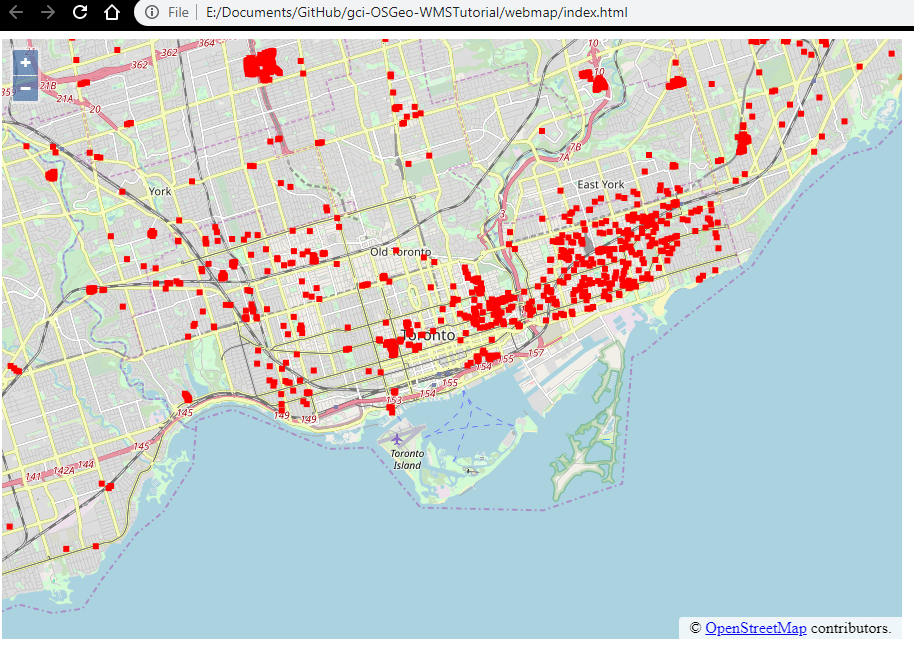 File | E:/Documents/GitHub/gci-OSGeo-WMSTutorial/webmap/index.html
+
−
362
364
362
10
10
21B
21A
20
7B
7A
York
East York
3
Old Toronto
Toronto
157
155
154
155
154
153
145
149
149
Toronto
Island
145
144
142A
141
© OpenStreetMap contributors.